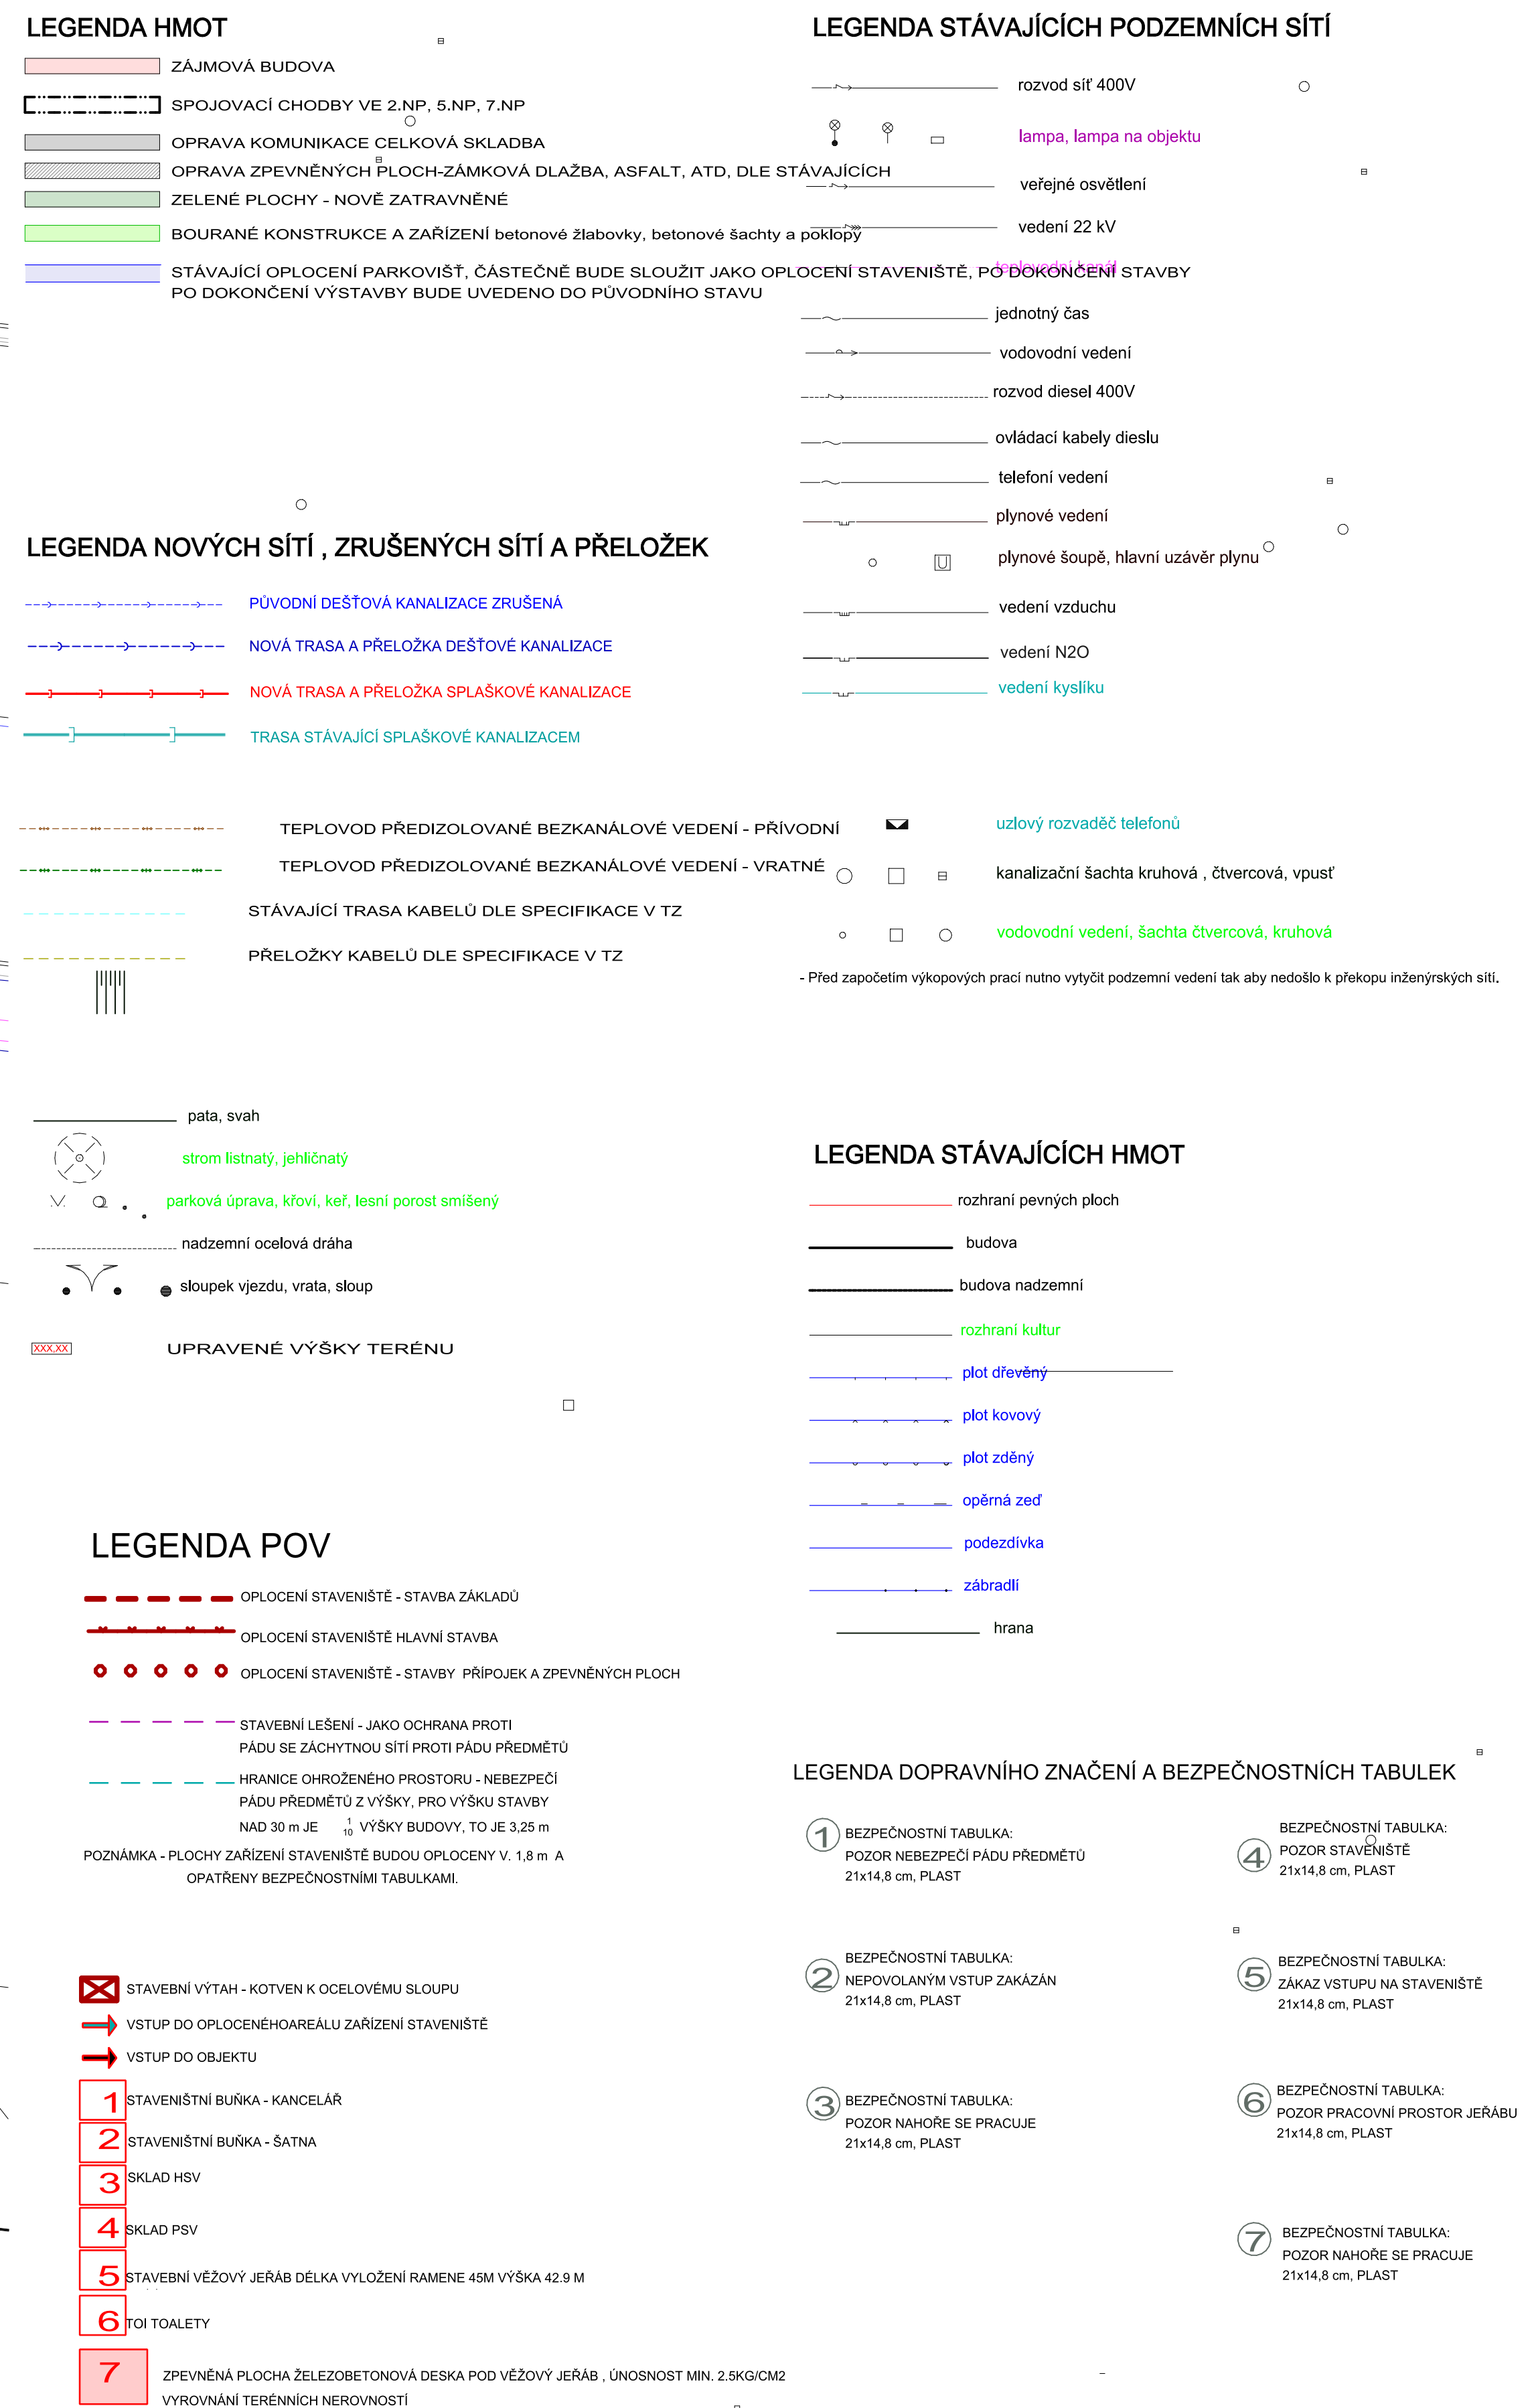 LEGENDA HMOT
ZÁJMOVÁ BUDOVA
SPOJOVACÍ CHODBY VE 2.NP, 5.NP, 7.NP
OPRAVA KOMUNIKACE CELKOVÁ SKLADBA
OPRAVA ZPEVNĚNÝCH PLOCH-ZÁMKOVÁ DLAŽBA, ASFALT, ATD, DLE STÁVAJÍCÍCH
ZELENÉ PLOCHY - NOVĚ ZATRAVNĚNÉ
BOURANÉ KONSTRUKCE A ZAŘÍZENÍ betonové žlabovky, betonové šachty a poklopy
STÁVAJÍCÍ OPLOCENÍ PARKOVIŠŤ, ČÁSTEČNĚ BUDE SLOUŽIT JAKO OPLOCENÍ STAVENIŠTĚ, PO DOKONČENÍ STAVBY
PO DOKONČENÍ VÝSTAVBY BUDE UVEDENO DO PŮVODNÍHO STAVU
LEGENDA STÁVAJÍCÍCH PODZEMNÍCH SÍTÍ
rozvod síť 400V
lampa, lampa na objektu
veřejné osvětlení
vedení 22 kV
teplovodní kanál
jednotný čas
vodovodní vedení
rozvod diesel 400V
ovládací kabely dieslu
telefoní vedení
plynové vedení
plynové šoupě, hlavní uzávěr plynu
vedení vzduchu
vedení N2O
vedení kyslíku
uzlový rozvaděč telefonů
kanalizační šachta kruhová , čtvercová, vpusť
vodovodní vedení, šachta čtvercová, kruhová
- Před započetím výkopových prací nutno vytyčit podzemní vedení tak aby nedošlo k překopu inženýrských sítí.
LEGENDA NOVÝCH SÍTÍ , ZRUŠENÝCH SÍTÍ A PŘELOŽEK
PŮVODNÍ DEŠŤOVÁ KANALIZACE ZRUŠENÁ
NOVÁ TRASA A PŘELOŽKA DEŠŤOVÉ KANALIZACE
NOVÁ TRASA A PŘELOŽKA SPLAŠKOVÉ KANALIZACE
TRASA STÁVAJÍCÍ SPLAŠKOVÉ KANALIZACEM
TEPLOVOD PŘEDIZOLOVANÉ BEZKANÁLOVÉ VEDENÍ - PŘÍVODNÍ
TEPLOVOD PŘEDIZOLOVANÉ BEZKANÁLOVÉ VEDENÍ - VRATNÉ
STÁVAJÍCÍ TRASA KABELŮ DLE SPECIFIKACE V TZ
PŘELOŽKY KABELŮ DLE SPECIFIKACE V TZ
pata, svah
strom listnatý, jehličnatý
parková úprava, křoví, keř, lesní porost smíšený
nadzemní ocelová dráha
sloupek vjezdu, vrata, sloup
XXX,XX
UPRAVENÉ VÝŠKY TERÉNU
LEGENDA STÁVAJÍCÍCH HMOT
rozhraní pevných ploch
budova
budova nadzemní
rozhraní kultur
plot dřevěný
plot kovový
plot zděný
opěrná zeď
podezdívka
zábradlí
hrana
LEGENDA POV
OPLOCENÍ STAVENIŠTĚ - STAVBA ZÁKLADŮ
OPLOCENÍ STAVENIŠTĚ HLAVNÍ STAVBA
OPLOCENÍ STAVENIŠTĚ - STAVBY PŘÍPOJEK A ZPEVNĚNÝCH PLOCH
STAVEBNÍ LEŠENÍ - JAKO OCHRANA PROTI
PÁDU SE ZÁCHYTNOU SÍTÍ PROTI PÁDU PŘEDMĚTŮ
HRANICE OHROŽENÉHO PROSTORU - NEBEZPEČÍ
PÁDU PŘEDMĚTŮ Z VÝŠKY, PRO VÝŠKU STAVBY
NAD 30 m JE 1/10 VÝŠKY BUDOVY, TO JE 3,25 m
POZNÁMKA - PLOCHY ZAŘÍZENÍ STAVENIŠTĚ BUDOU OPLOCENY V. 1,8 m A
OPATŘENY BEZPEČNOSTNÍMI TABULKAMI.
STAVEBNÍ VÝTAH - KOTVEN K OCELOVÉMU SLOUPU
VSTUP DO OPLOCENÉHOAREÁLU ZAŘÍZENÍ STAVENIŠTĚ
VSTUP DO OBJEKTU
1 STAVENIŠTNÍ BUŇKA - KANCELÁŘ
2 STAVENIŠTNÍ BUŇKA - ŠATNA
3 SKLAD HSV
4 SKLAD PSV
5 STAVEBNÍ VĚŽOVÝ JEŘÁB DÉLKA VYLOŽENÍ RAMENE 45M VÝŠKA 42.9 M
6 TOI TOALETY
7 ZPEVNĚNÁ PLOCHA ŽELEZOBETONOVÁ DESKA POD VĚŽOVÝ JEŘÁB , ÚNOSNOST MIN. 2.5KG/CM2
VYROVNÁNÍ TERÉNNÍCH NEROVNOSTÍ
LEGENDA DOPRAVNÍHO ZNAČENÍ A BEZPEČNOSTNÍCH TABULEK
1 BEZPEČNOSTNÍ TABULKA:
POZOR NEBEZPEČÍ PÁDU PŘEDMĚTŮ
21x14,8 cm, PLAST
2 BEZPEČNOSTNÍ TABULKA:
NEPOVOLANÝM VSTUP ZAKÁZÁN
21x14,8 cm, PLAST
3 BEZPEČNOSTNÍ TABULKA:
POZOR NAHOŘE SE PRACUJE
21x14,8 cm, PLAST
4 BEZPEČNOSTNÍ TABULKA:
POZOR STAVENIŠTĚ
21x14,8 cm, PLAST
5 BEZPEČNOSTNÍ TABULKA:
ZÁKAZ VSTUPU NA STAVENIŠTĚ
21x14,8 cm, PLAST
6 BEZPEČNOSTNÍ TABULKA:
POZOR PRACOVNÍ PROSTOR JEŘÁBU
21x14,8 cm, PLAST
7 BEZPEČNOSTNÍ TABULKA:
POZOR NAHOŘE SE PRACUJE
21x14,8 cm, PLAST